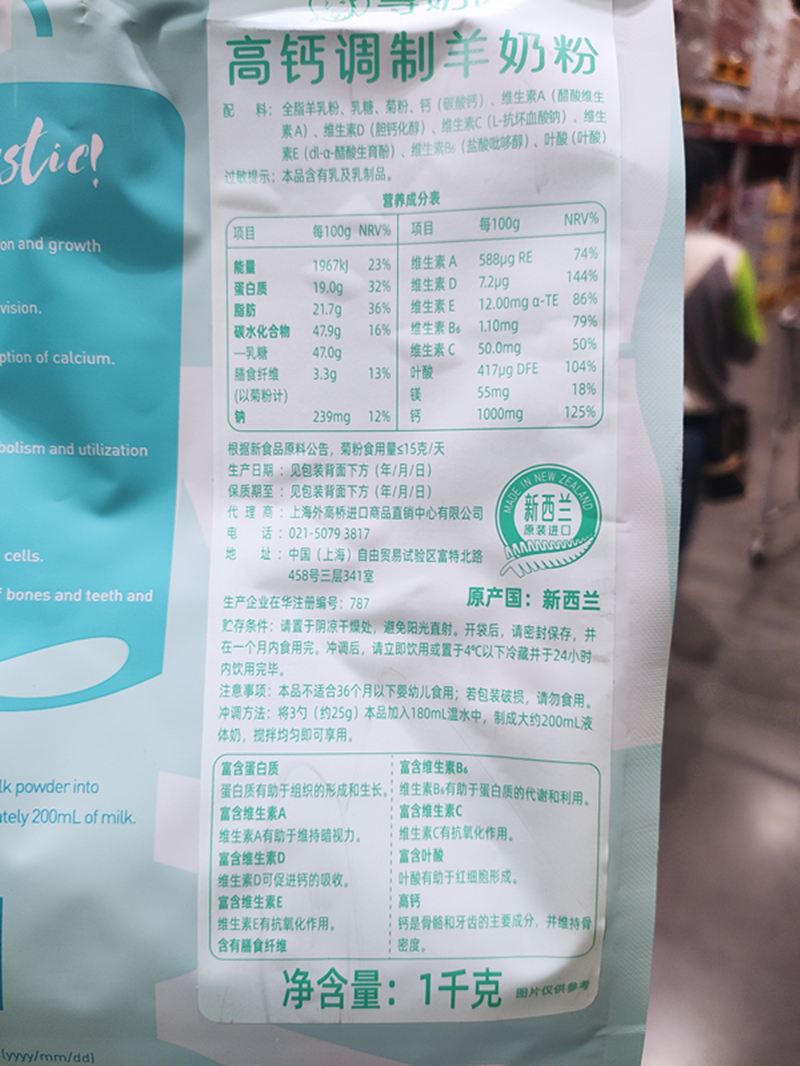 高钙调制羊奶粉
配 料：全脂羊乳粉、乳糖、菊粉、钙（碳酸钙）、维生素A（醋酸维生
素A）、维生素D（胆钙化醇）、维生素C（L-抗坏血酸钠）、维生
素E（dl-α-醋酸生育酚）、维生素B₆（盐酸吡哆醇）、叶酸（叶酸）
过敏提示：本品含有乳及乳制品。
营养成分表
项目 每100g NRV%
能量 1967kJ 23%
蛋白质 19.0g 32%
脂肪 21.7g 36%
碳水化合物 47.9g 16%
—乳糖 47.0g
膳食纤维 3.3g 13%
(以菊粉计)
钠 239mg 12%
项目 每100g NRV%
维生素 A 588μg RE 74%
维生素 D 7.2μg 144%
维生素 E 12.00mg α-TE 86%
维生素 B₆ 1.10mg 79%
维生素 C 50.0mg 50%
叶酸 417μg DFE 104%
镁 55mg 18%
钙 1000mg 125%
根据新食品原料公告，菊粉食用量≤15克/天
生产日期：见包装背面下方（年/月/日）
保质期至：见包装背面下方（年/月/日）
代 理 商：上海外高桥进口商品直销中心有限公司
电 话：021-5079 3817
地 址：中国（上海）自由贸易试验区富特北路
458号三层341室
MADE IN NEW ZEALAND
新西兰
原装进口
生产企业在华注册编号：787
原产国：新西兰
贮存条件：请置于阴凉干燥处，避免阳光直射。开袋后，请密封保存，并
在一个月内食用完。冲调后，请立即饮用或置于4℃以下冷藏并于24小时
内饮用完毕。
注意事项：本品不适合36个月以下婴幼儿食用；若包装破损，请勿食用。
冲调方法：将3勺（约25g）本品加入180mL温水中，制成大约200mL液
体奶，搅拌均匀即可享用。
富含蛋白质
蛋白质有助于组织的形成和生长。
富含维生素A
维生素A有助于维持暗视力。
富含维生素D
维生素D可促进钙的吸收。
富含维生素E
维生素E有抗氧化作用。
含有膳食纤维
富含维生素B₆
维生素B₆有助于蛋白质的代谢和利用。
富含维生素C
维生素C有抗氧化作用。
富含叶酸
叶酸有助于红细胞形成。
高钙
钙是骨骼和牙齿的主要成分，并维持骨
密度。
净含量：1千克
图片仅供参考
stic!
on and growth
vision.
ption of calcium.
bolism and utilization
cells.
f bones and teeth and
lk powder into
tely 200mL of milk.
(yyyy/mm/dd)